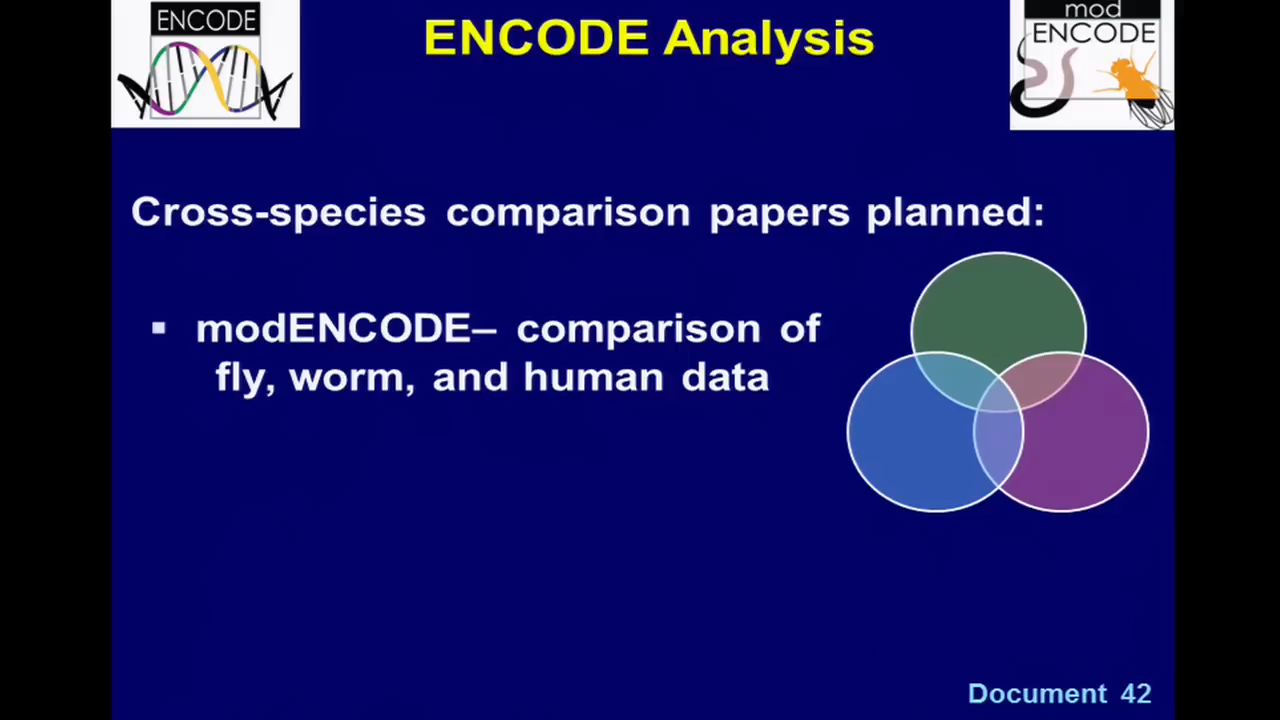 ENCODE
ENCODE Analysis
mod
ENCODE
Cross-species comparison papers planned:
▪ modENCODE– comparison of
fly, worm, and human data
Document 42